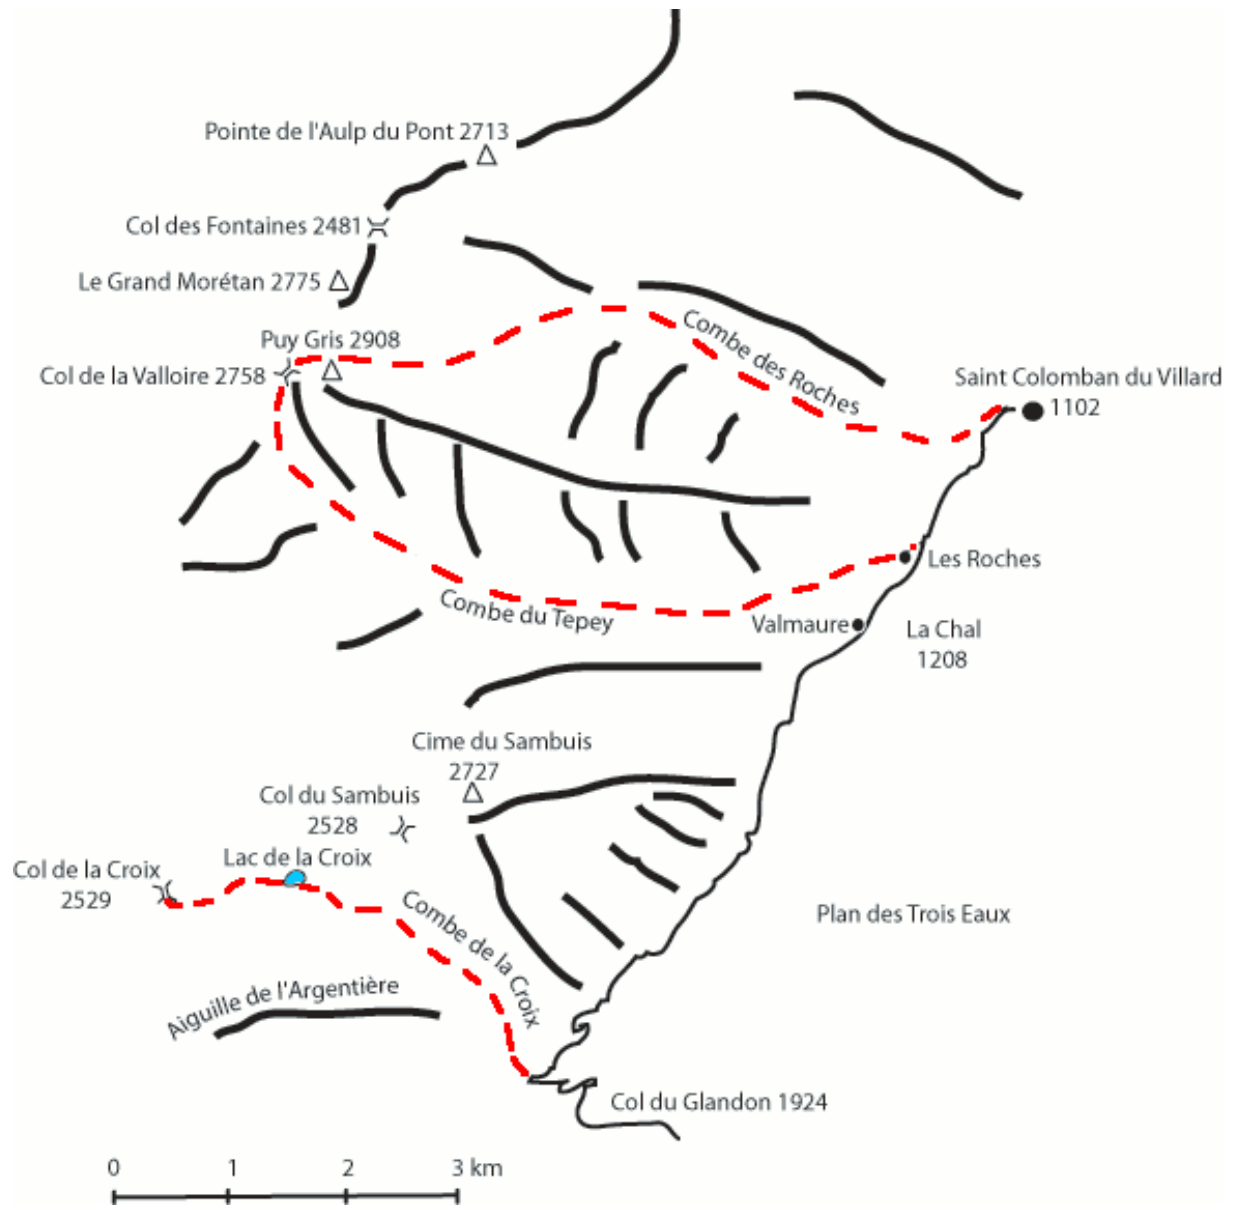 Pointe de l'Aulp du Pont 2713
Col des Fontaines 2481
Le Grand Morétan 2775
Puy Gris 2908
Col de la Valloire 2758
Combe des Roches
Saint Colomban du Villard
1102
Les Roches
Combe du Tepey
Valmaure
La Chal
1208
Cime du Sambuis
2727
Col du Sambuis
2528
Lac de la Croix
Col de la Croix
2529
Combe de la Croix
Plan des Trois Eaux
Aiguille de l'Argentière
Col du Glandon 1924
0 1 2 3 km